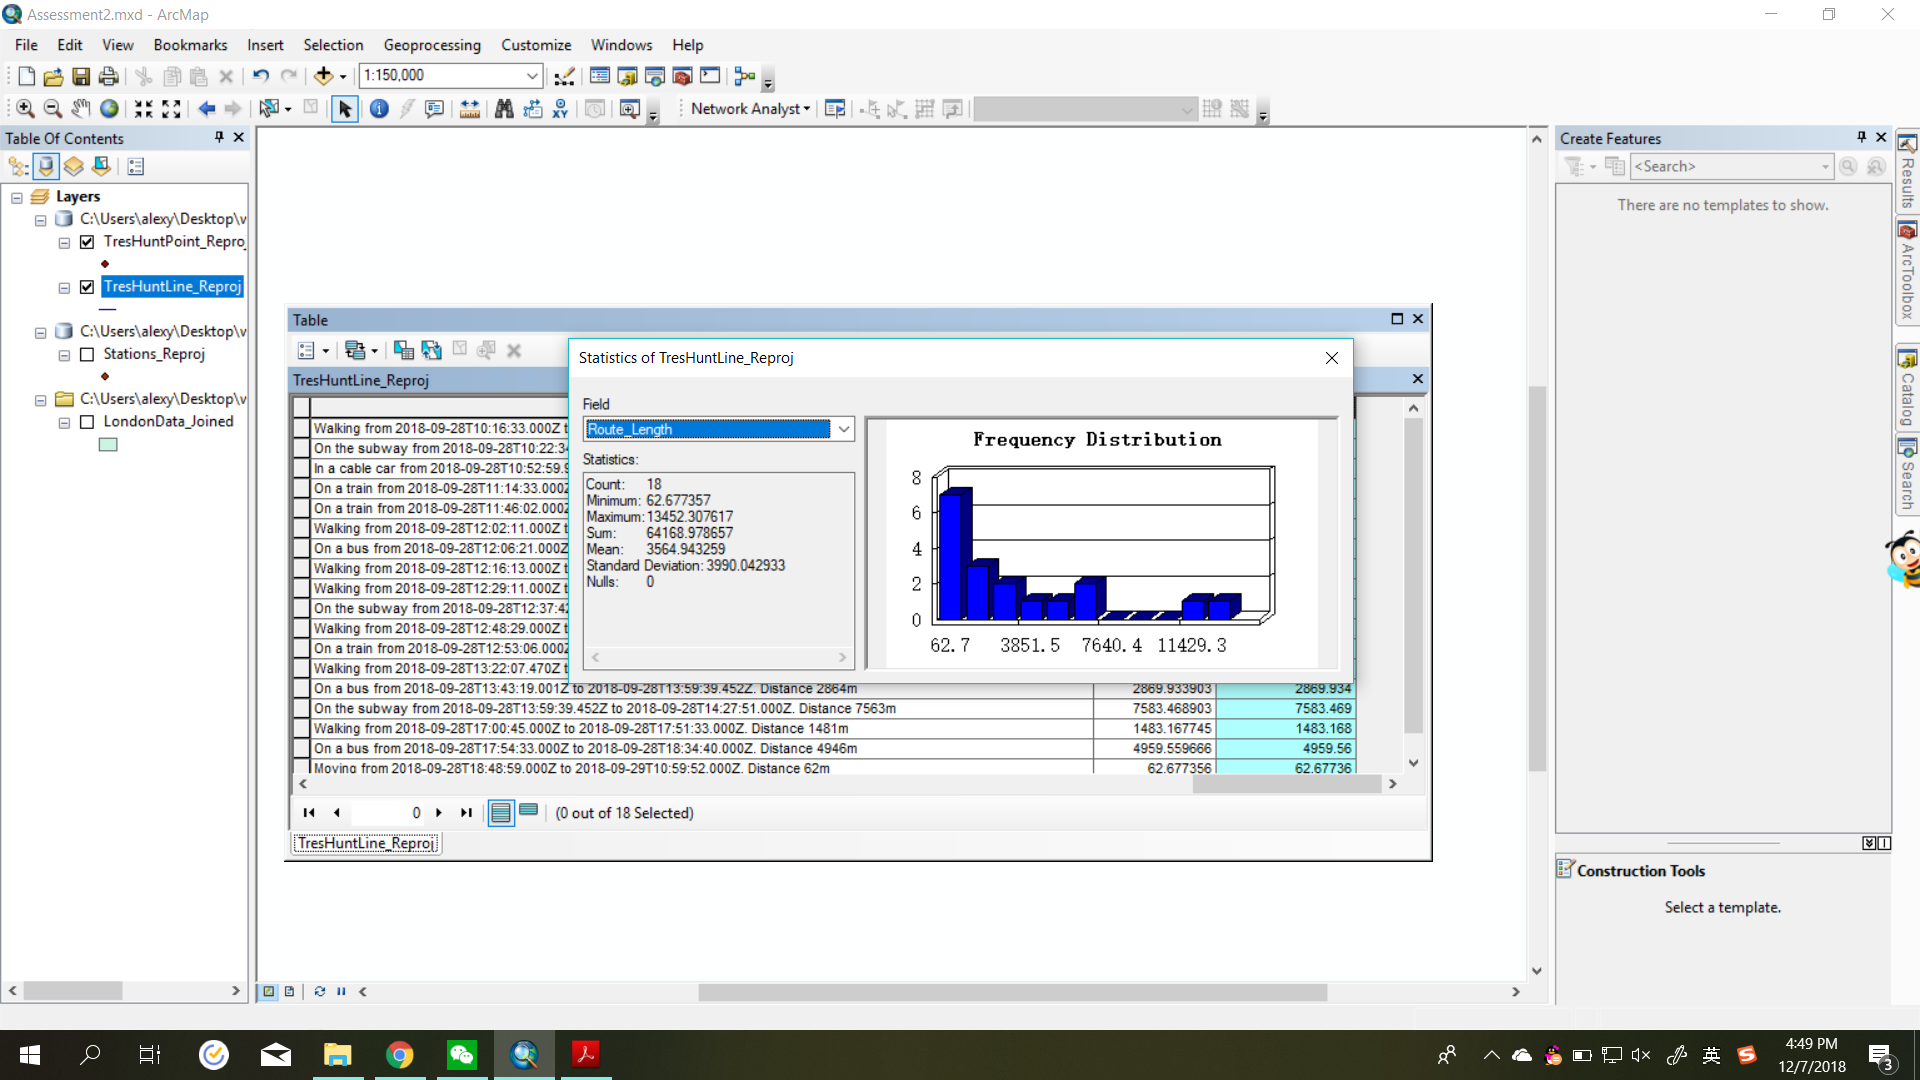 Assessment2.mxd - ArcMap
File Edit View Bookmarks Insert Selection Geoprocessing Customize Windows Help
1:150,000
Network Analyst
Table Of Contents
Layers
C:\Users\alexy\Desktop\v
TresHuntPoint_Reproj
TresHuntLine_Reproj
C:\Users\alexy\Desktop\v
Stations_Reproj
C:\Users\alexy\Desktop\v
LondonData_Joined
Table
TresHuntLine_Reproj
Walking from 2018-09-28T10:16:33.000Z t
On the subway from 2018-09-28T10:22:34
In a cable car from 2018-09-28T10:52:59.9
On a train from 2018-09-28T11:14:33.000Z
On a train from 2018-09-28T11:46:02.000Z
Walking from 2018-09-28T12:02:11.000Z t
On a bus from 2018-09-28T12:06:21.000Z
Walking from 2018-09-28T12:16:13.000Z t
Walking from 2018-09-28T12:29:11.000Z t
On the subway from 2018-09-28T12:37:42
Walking from 2018-09-28T12:48:29.000Z t
On a train from 2018-09-28T12:53:06.000Z
Walking from 2018-09-28T13:22:07.470Z t
On a bus from 2018-09-28T13:43:19.001Z to 2018-09-28T13:59:39.452Z. Distance 2864m 2869.933903 2869.934
On the subway from 2018-09-28T13:59:39.452Z to 2018-09-28T14:27:51.000Z. Distance 7563m 7583.468903 7583.469
Walking from 2018-09-28T17:00:45.000Z to 2018-09-28T17:51:33.000Z. Distance 1481m 1483.167745 1483.168
On a bus from 2018-09-28T17:54:33.000Z to 2018-09-28T18:34:40.000Z. Distance 4946m 4959.559666 4959.56
Moving from 2018-09-28T18:48:59.000Z to 2018-09-29T10:59:52.000Z. Distance 62m 62.677356 62.67736
0 (0 out of 18 Selected)
TresHuntLine_Reproj
Statistics of TresHuntLine_Reproj
Field
Route_Length
Statistics:
Count: 18
Minimum: 62.677357
Maximum: 13452.307617
Sum: 64168.978657
Mean: 3564.943259
Standard Deviation: 3990.042933
Nulls: 0
Frequency Distribution
8
6
4
2
0
62.7 3851.5 7640.4 11429.3
Create Features
<Search>
There are no templates to show.
Construction Tools
Select a template.
Results
ArcToolbox
Catalog
Search
英
4:49 PM
12/7/2018
3